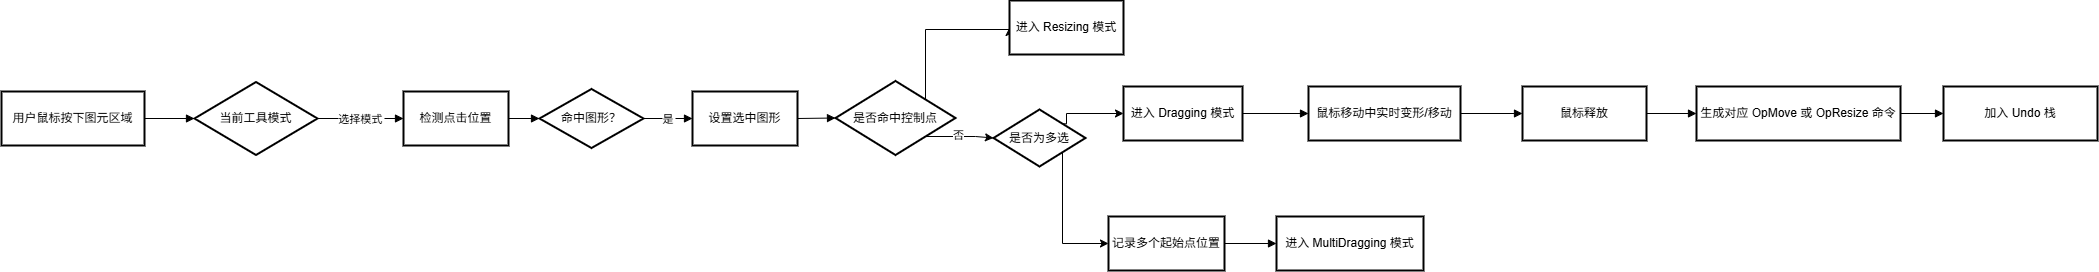 用户鼠标按下图元区域
当前工具模式
选择模式
检测点击位置
命中图形?
是
设置选中图形
是否命中控制点
进入 Resizing 模式
否
是否为多选
进入 Dragging 模式
鼠标移动中实时变形/移动
鼠标释放
生成对应 OpMove 或 OpResize 命令
加入 Undo 栈
记录多个起始点位置
进入 MultiDragging 模式